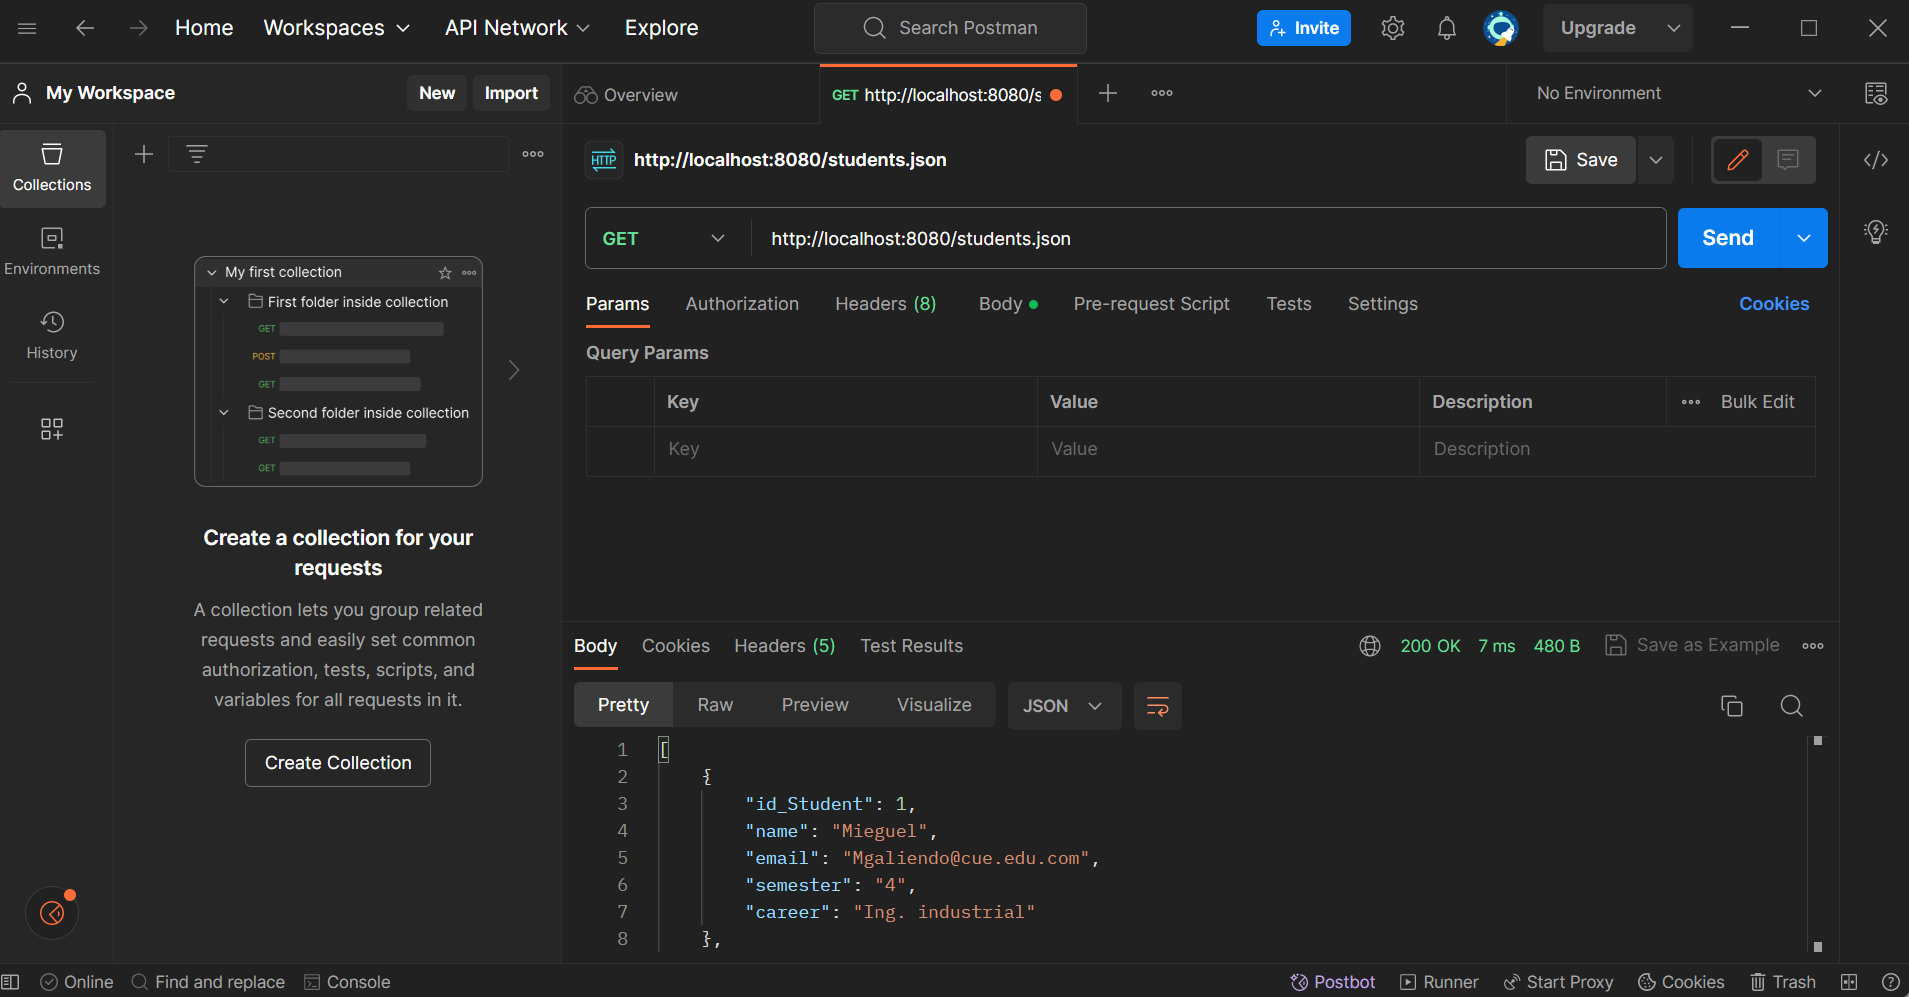 Home Workspaces API Network Explore Search Postman Invite Upgrade
My Workspace New Import Overview GET http://localhost:8080/s No Environment
Collections
Environments
History
My first collection
First folder inside collection
GET
POST
GET
Second folder inside collection
GET
GET
Create a collection for your
requests
A collection lets you group related
requests and easily set common
authorization, tests, scripts, and
variables for all requests in it.
Create Collection
HTTP http://localhost:8080/students.json Save
GET http://localhost:8080/students.json Send
Params Authorization Headers (8) Body Pre-request Script Tests Settings Cookies
Query Params
Key Value Description Bulk Edit
Key Value Description
Body Cookies Headers (5) Test Results 200 OK 7 ms 480 B Save as Example
Pretty Raw Preview Visualize JSON
1 [
2 {
3 "id_Student": 1,
4 "name": "Mieguel",
5 "email": "Mgaliendo@cue.edu.com",
6 "semester": "4",
7 "career": "Ing. industrial"
8 },
Online Find and replace Console Postbot Runner Start Proxy Cookies Trash